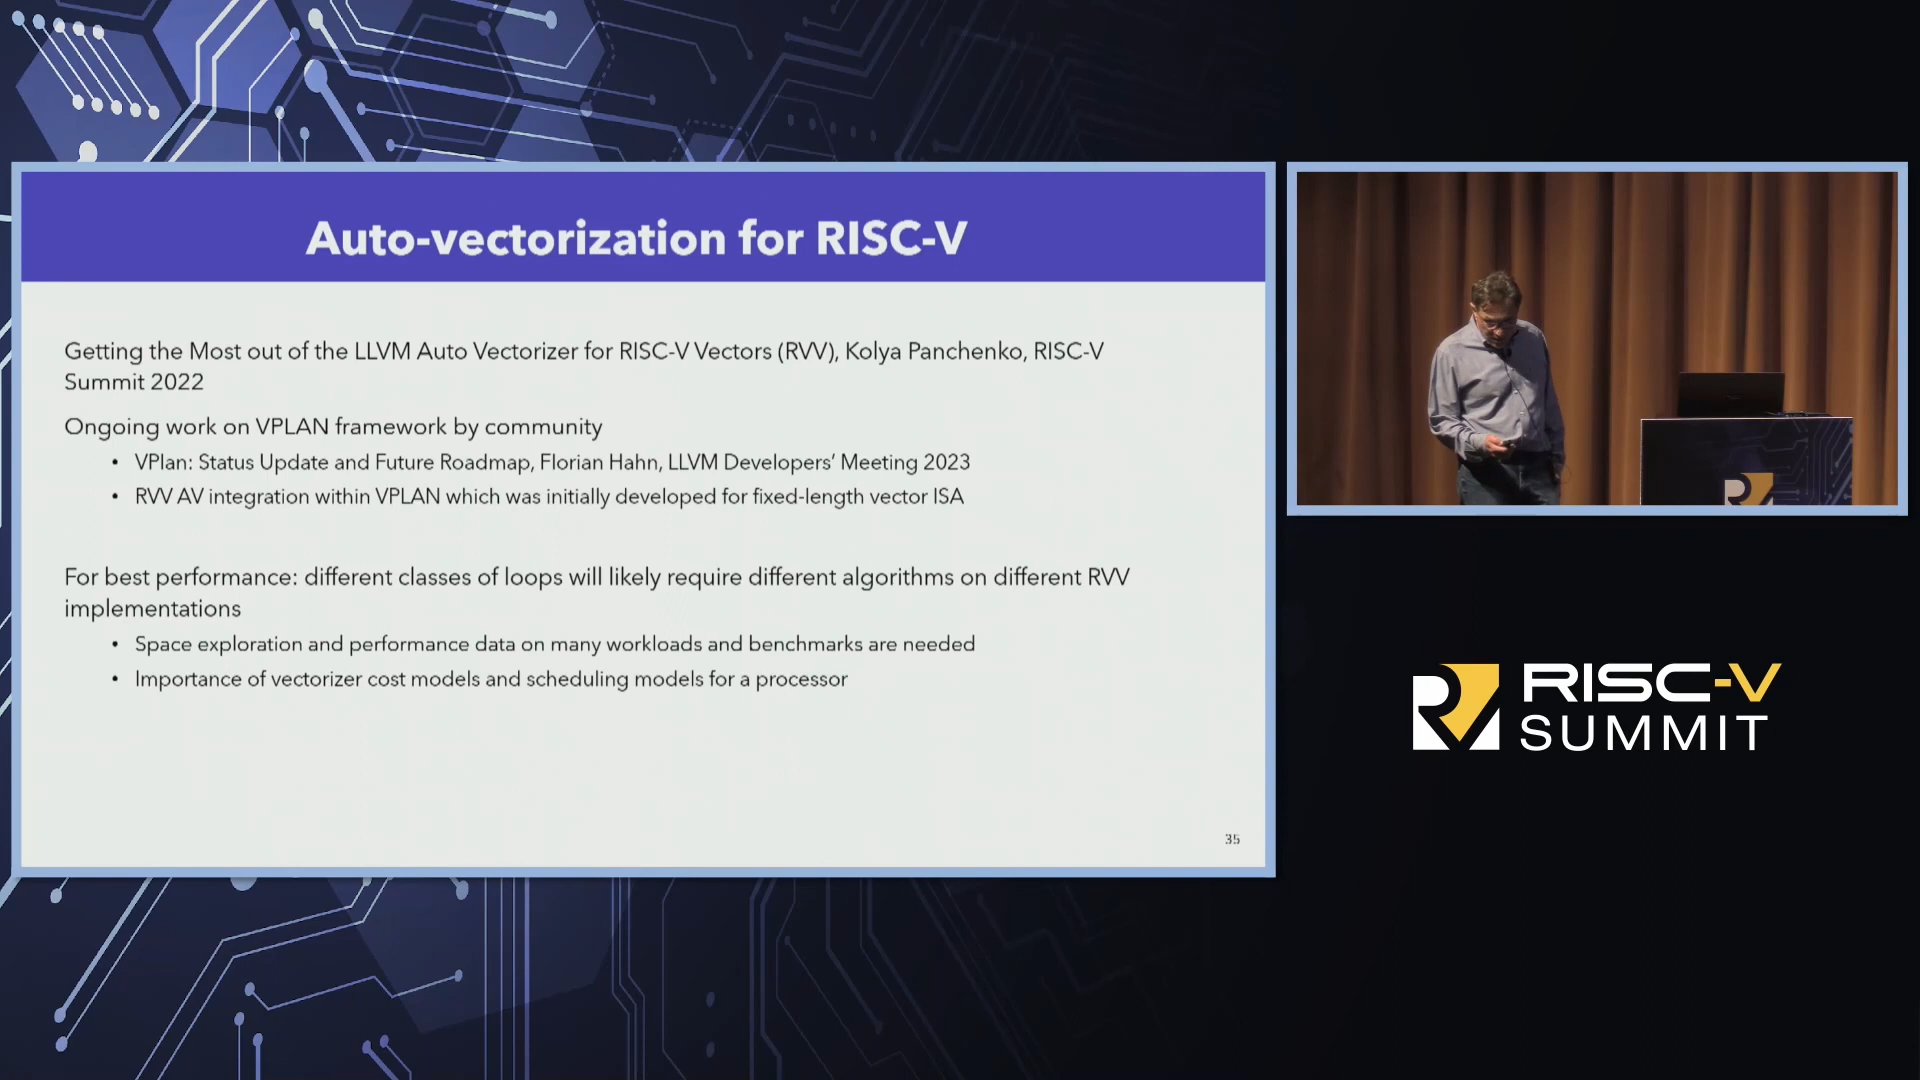 Auto-vectorization for RISC-V
Getting the Most out of the LLVM Auto Vectorizer for RISC-V Vectors (RVV), Kolya Panchenko, RISC-V
Summit 2022
Ongoing work on VPLAN framework by community
• VPlan: Status Update and Future Roadmap, Florian Hahn, LLVM Developers’ Meeting 2023
• RVV AV integration within VPLAN which was initially developed for fixed-length vector ISA
For best performance: different classes of loops will likely require different algorithms on different RVV
implementations
• Space exploration and performance data on many workloads and benchmarks are needed
• Importance of vectorizer cost models and scheduling models for a processor
35
RISC-V
SUMMIT